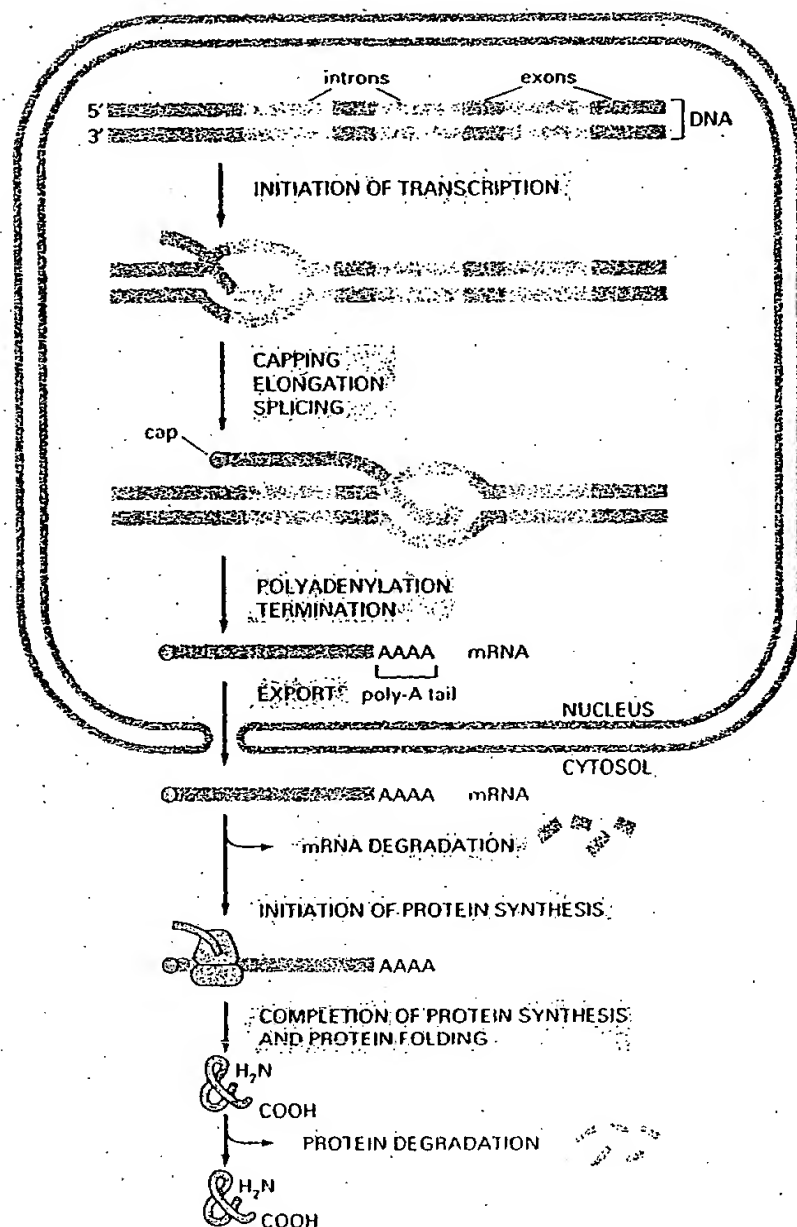 introns exons
5′
3′
DNA
INITIATION OF TRANSCRIPTION
CAPPING
ELONGATION
SPLICING
cap
POLYADENYLATION
TERMINATION
AAAA mRNA
EXPORT poly-A tail
NUCLEUS
CYTOSOL
AAAA mRNA
mRNA DEGRADATION
INITIATION OF PROTEIN SYNTHESIS
AAAA
COMPLETION OF PROTEIN SYNTHESIS
AND PROTEIN FOLDING
H₂N
COOH
PROTEIN DEGRADATION
H₂N
COOH